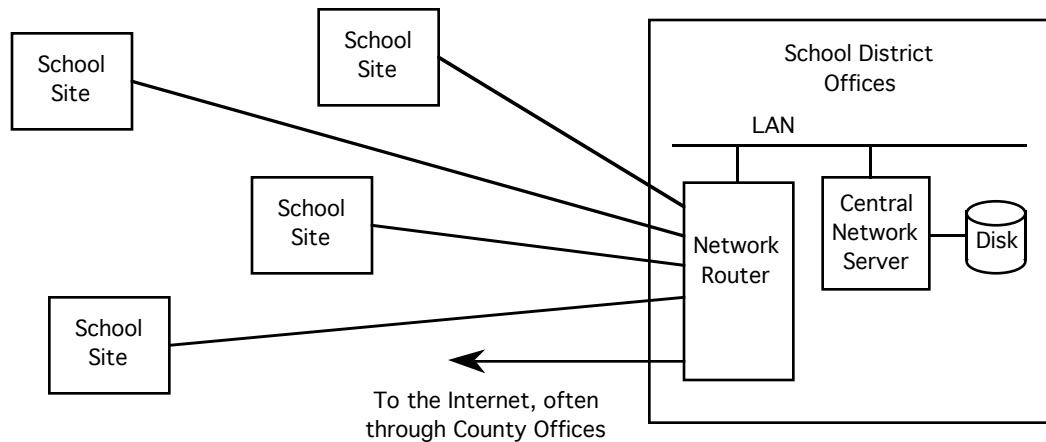 School
Site
School
Site
School District
Offices
LAN
School
Site
Central
Network
Server
Disk
Network
Router
School
Site
To the Internet, often
through County Offices